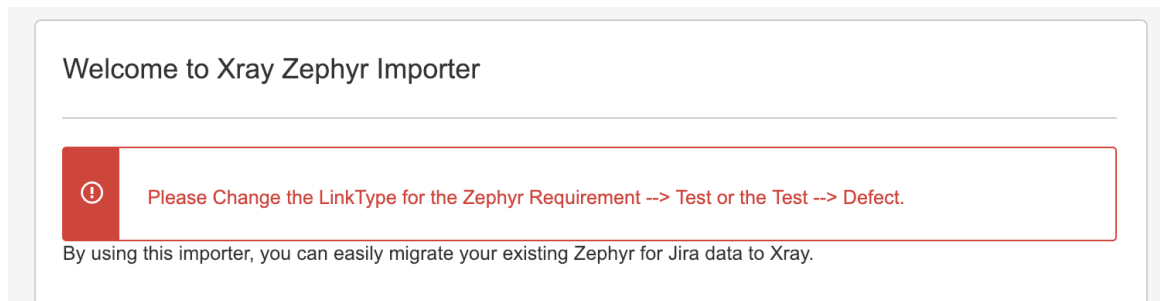 Welcome to Xray Zephyr Importer
Please Change the LinkType for the Zephyr Requirement --> Test or the Test --> Defect.
By using this importer, you can easily migrate your existing Zephyr for Jira data to Xray.